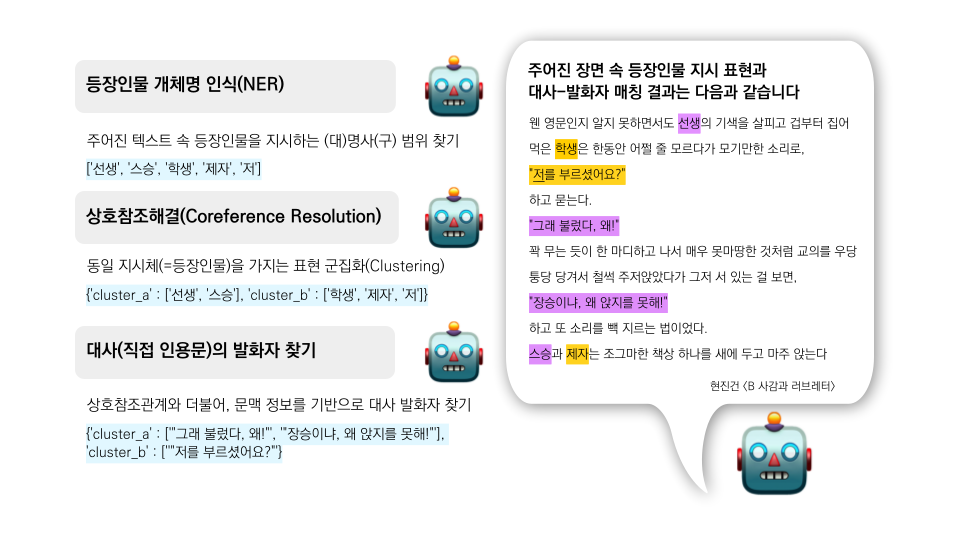 등장인물 개체명 인식(NER)
주어진 텍스트 속 등장인물을 지시하는 (대)명사(구) 범위 찾기
['선생', '스승', '학생', '제자', '저']
상호참조해결(Coreference Resolution)
동일 지시체(=등장인물)을 가지는 표현 군집화(Clustering)
{'cluster_a' : ['선생', '스승'], 'cluster_b' : ['학생', '제자', '저']}
대사(직접 인용문)의 발화자 찾기
상호참조관계와 더불어, 문맥 정보를 기반으로 대사 발화자 찾기
{'cluster_a' : ['"그래 불렀다, 왜!"', '"장승이냐, 왜 앉지를 못해!"'],
'cluster_b' : ['"저를 부르셨어요?"'}
주어진 장면 속 등장인물 지시 표현과
대사-발화자 매칭 결과는 다음과 같습니다
웬 영문인지 알지 못하면서도 선생의 기색을 살피고 겁부터 집어
먹은 학생은 한동안 어쩔 줄 모르다가 모기만한 소리로,
"저를 부르셨어요?"
하고 묻는다.
"그래 불렀다, 왜!"
꽉 무는 듯이 한 마디하고 나서 매우 못마땅한 것처럼 교의를 우당
퉁당 당겨서 철썩 주저앉았다가 그저 서 있는 걸 보면,
"장승이냐, 왜 앉지를 못해!"
하고 또 소리를 빽 지르는 법이었다.
스승과 제자는 조그마한 책상 하나를 새에 두고 마주 앉는다
현진건 <B 사감과 러브레터>